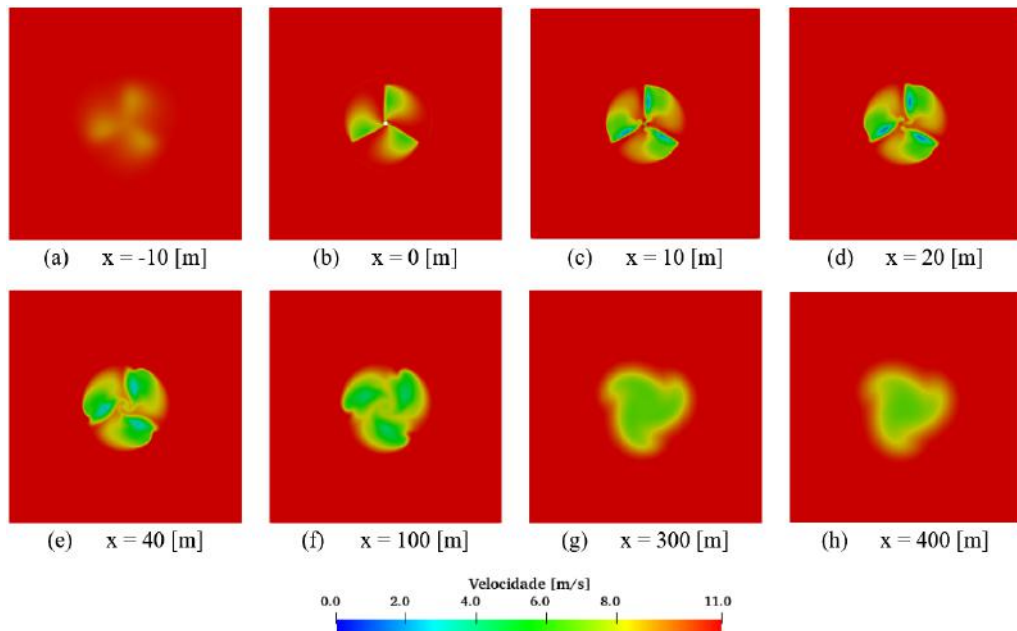 (a) x = -10 [m] (b) x = 0 [m] (c) x = 10 [m] (d) x = 20 [m]
(e) x = 40 [m] (f) x = 100 [m] (g) x = 300 [m] (h) x = 400 [m]
Velocidade [m/s]
0.0 2.0 4.0 6.0 8.0 11.0